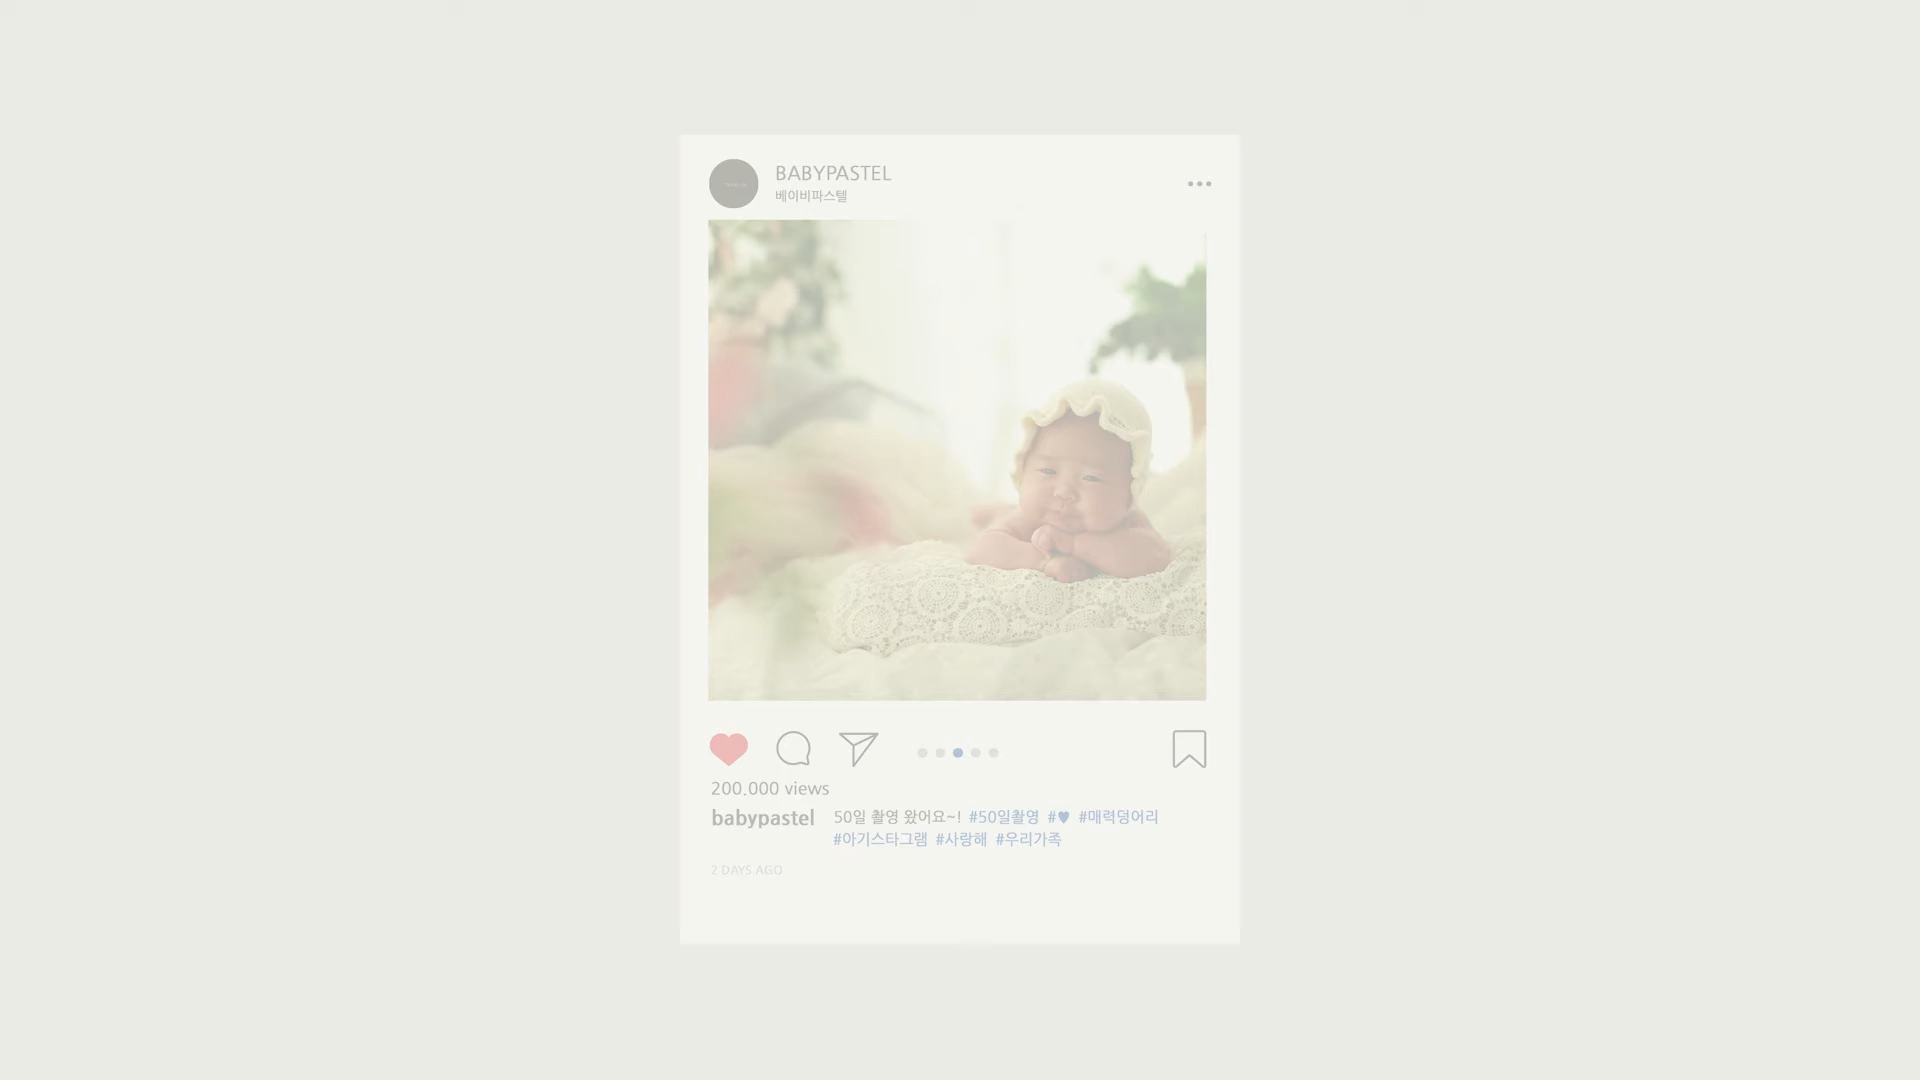 BABYPASTEL
베이비파스텔
200.000 views
babypastel 50일 촬영 왔어요~! #50일촬영 #♥ #매력덩어리
#아기스타그램 #사랑해 #우리가족
2 DAYS AGO